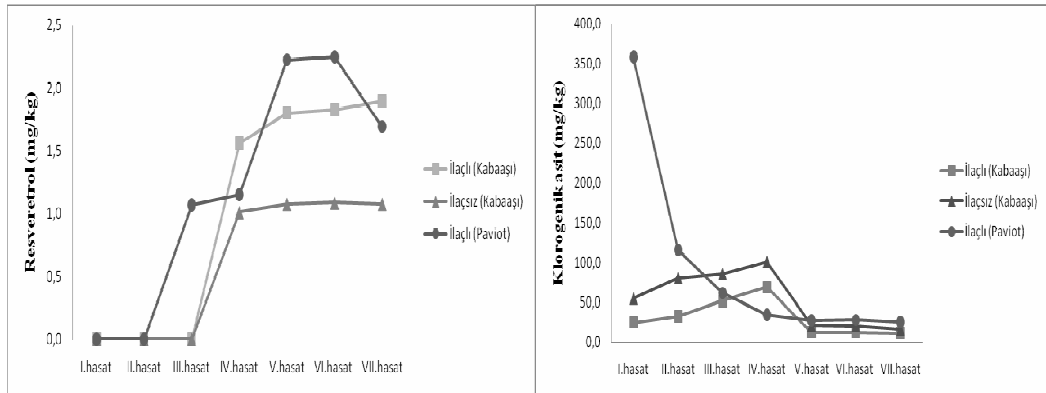 Resveretrol (mg/kg)
2,5
2,0
1,5
1,0
0,5
0,0
I.hasat II.hasat III.hasat IV.hasat V.hasat VI.hasat VII.hasat
İlaçlı (Kabaaşı)
İlaçsız (Kabaaşı)
İlaçlı (Paviot)
Klorogenik asit (mg/kg)
400,0
350,0
300,0
250,0
200,0
150,0
100,0
50,0
0,0
I.hasat II.hasat III.hasat IV.hasat V.hasat VI.hasat VII.hasat
İlaçlı (Kabaaşı)
İlaçsız (Kabaaşı)
İlaçlı (Paviot)